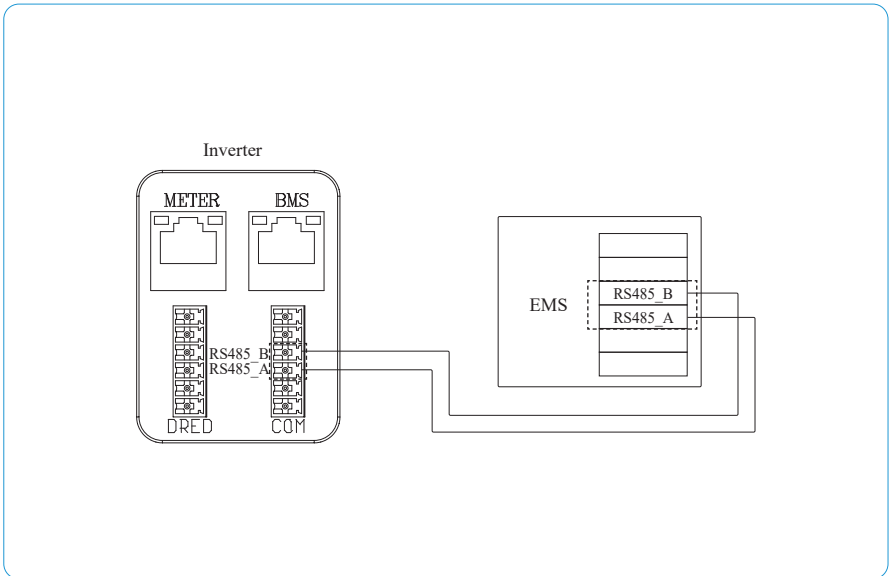 Inverter
METER
BMS
RS485_B
RS485_A
DRED
COM
EMS
RS485_B
RS485_A